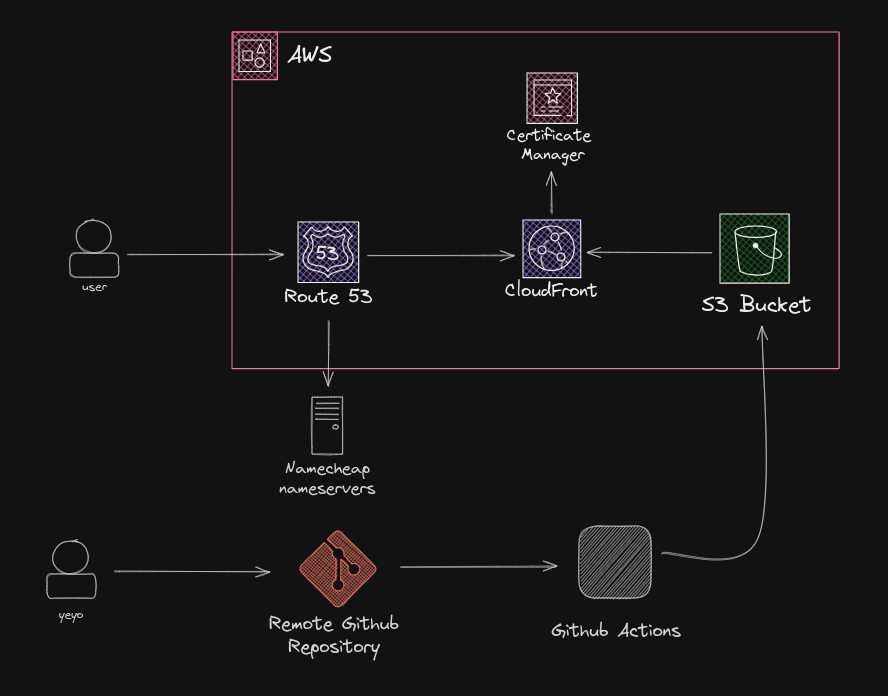 AWS
Certificate
Manager
53
user
Route 53
CloudFront
S3 Bucket
Namecheap
nameservers
yeyo
Remote Github
Repository
Github Actions